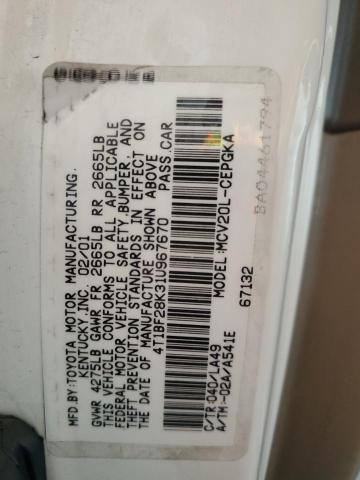 MFD.BY:TOYOTA MOTOR MANUFACTURING,
KENTUCKY,INC. 02/01
GVWR 4275LB GAWR FR 2665LB RR 2665LB
THIS VEHICLE CONFORMS TO ALL APPLICABLE
FEDERAL MOTOR VEHICLE SAFETY,BUMPER, AND
THEFT PREVENTION STANDARDS IN EFFECT ON
THE DATE OF MANUFACTURE SHOWN ABOVE
4T1BF28K31U967670 PASS.CAR
MODEL:MCV20L-CEPGKA
67132
C/TR:040/LA49
A/TM:-02A/A541E
BA04461794